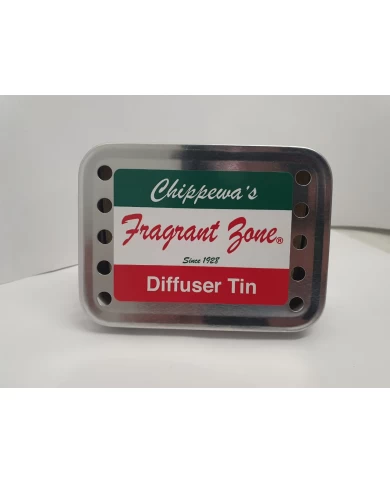 Chippewa's
Fragrant Zone®
Since 1928
Diffuser Tin